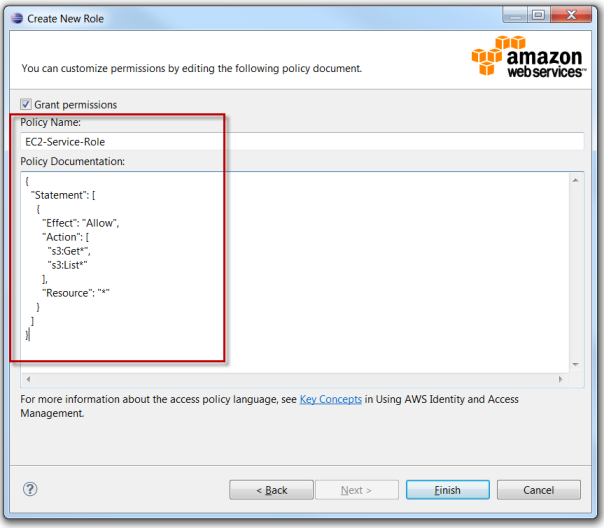 Create New Role
You can customize permissions by editing the following policy document.
amazon
webservices™
Grant permissions
Policy Name:
EC2-Service-Role
Policy Documentation:
{
"Statement": [
{
"Effect": "Allow",
"Action": [
"s3:Get*",
"s3:List*"
],
"Resource": "*"
}
]
}
For more information about the access policy language, see Key Concepts in Using AWS Identity and Access
Management.
?
< Back
Next >
Finish
Cancel